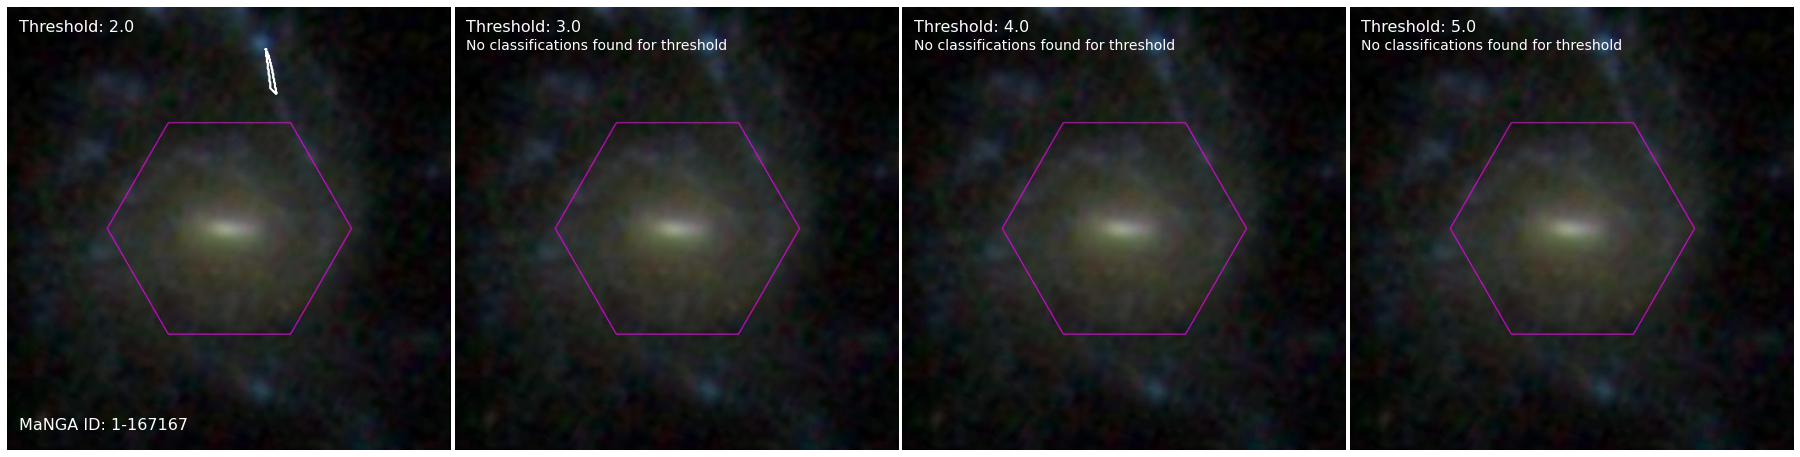 Threshold: 2.0
MaNGA ID: 1-167167
Threshold: 3.0
No classifications found for threshold
Threshold: 4.0
No classifications found for threshold
Threshold: 5.0
No classifications found for threshold